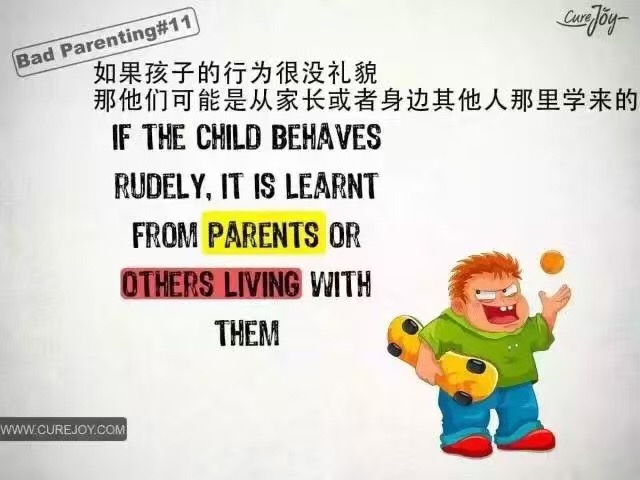 Bad Parenting#11
CureJoy
如果孩子的行为很没礼貌
那他们可能是从家长或者身边其他人那里学来的
IF THE CHILD BEHAVES
RUDELY, IT IS LEARNT
FROM PARENTS OR
OTHERS LIVING WITH
THEM
WWW.CUREJOY.COM